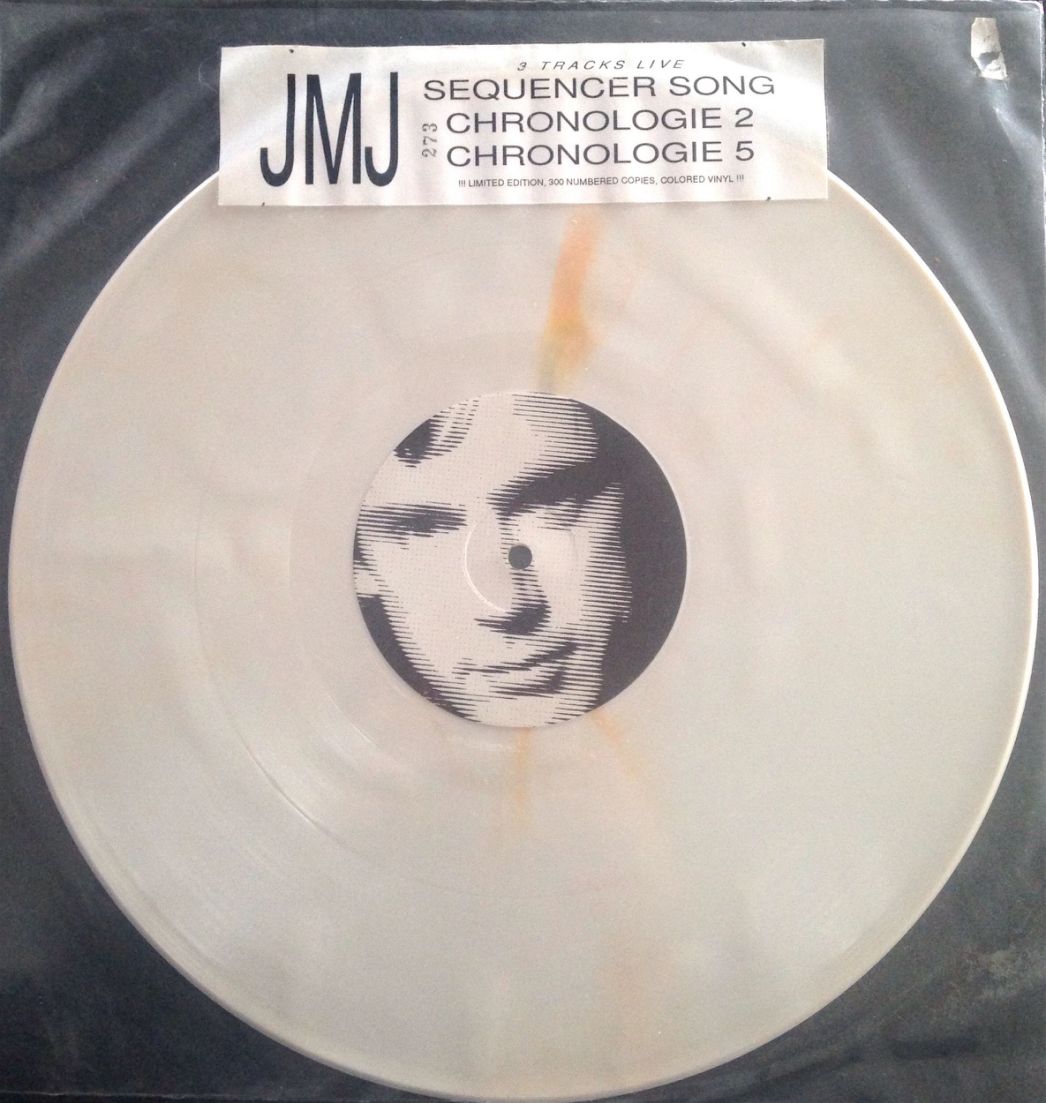 JMJ
3 TRACKS LIVE
SEQUENCER SONG
273
CHRONOLOGIE 2
CHRONOLOGIE 5
!!! LIMITED EDITION, 300 NUMBERED COPIES, COLORED VINYL !!!